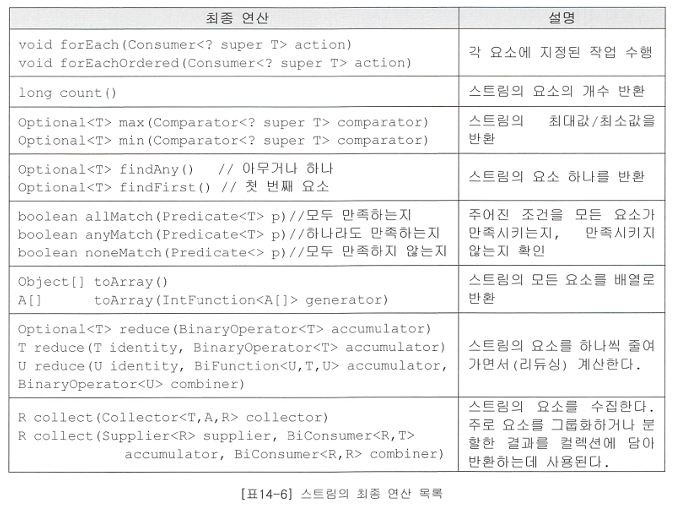 최종 연산 설명
void forEach(Consumer<? super T> action)
void forEachOrdered(Consumer<? super T> action)
각 요소에 지정된 작업 수행
long count()
스트림의 요소의 개수 반환
Optional<T> max(Comparator<? super T> comparator)
Optional<T> min(Comparator<? super T> comparator)
스트림의 최대값/최소값을
반환
Optional<T> findAny() // 아무거나 하나
Optional<T> findFirst() // 첫 번째 요소
스트림의 요소 하나를 반환
boolean allMatch(Predicate<T> p)//모두 만족하는지
boolean anyMatch(Predicate<T> p)//하나라도 만족하는지
boolean noneMatch(Predicate<> p)//모두 만족하지 않는지
주어진 조건을 모든 요소가
만족시키는지, 만족시키지
않는지 확인
Object[] toArray()
A[] toArray(IntFunction<A[]> generator)
스트림의 모든 요소를 배열로
반환
Optional<T> reduce(BinaryOperator<T> accumulator)
T reduce(T identity, BinaryOperator<T> accumulator)
U reduce(U identity, BiFunction<U,T,U> accumulator,
BinaryOperator<U> combiner)
스트림의 요소를 하나씩 줄여
가면서(리듀싱) 계산한다.
R collect(Collector<T,A,R> collector)
R collect(Supplier<R> supplier, BiConsumer<R,T>
accumulator, BiConsumer<R,R> combiner)
스트림의 요소를 수집한다.
주로 요소를 그룹화하거나 분
할한 결과를 컬렉션에 담아
반환하는데 사용된다.
[표14-6] 스트림의 최종 연산 목록